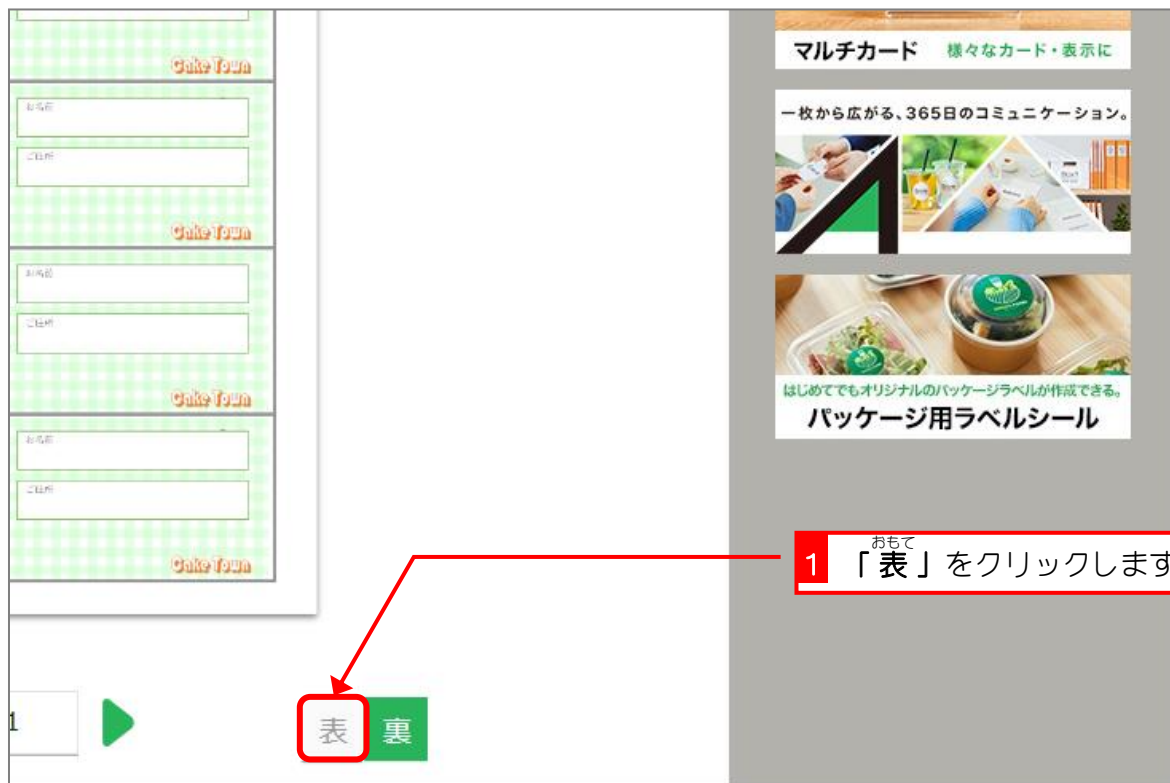 Cake Town
お名前
ご住所
Cake Town
お名前
ご住所
Cake Town
お名前
ご住所
Cake Town
1
表 裏
マルチカード 様々なカード・表示に
一枚から広がる、365日のコミュニケーション。
はじめてでもオリジナルのパッケージラベルが作成できる。
パッケージ用ラベルシール
おもて
1 「表」をクリックします